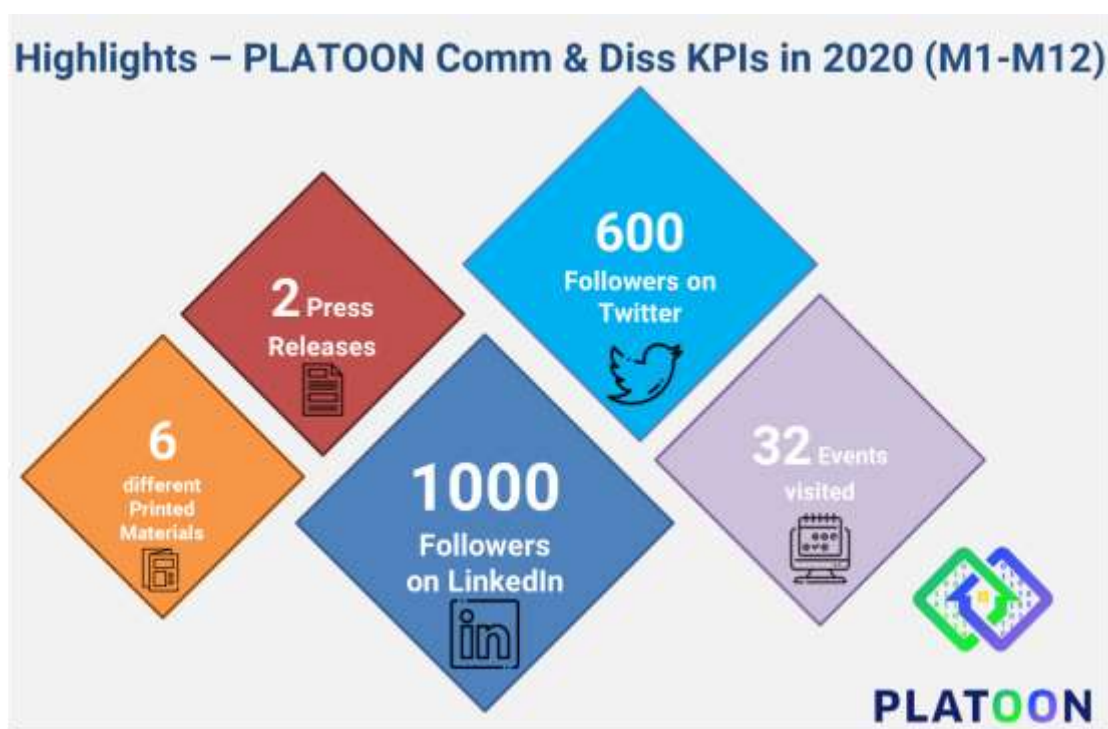 Highlights – PLATOON Comm & Diss KPIs in 2020 (M1-M12)
600
Followers on
Twitter
2 Press
Releases
6
different
Printed
Materials
1000
Followers
on LinkedIn
in
32 Events
visited
PLATOON